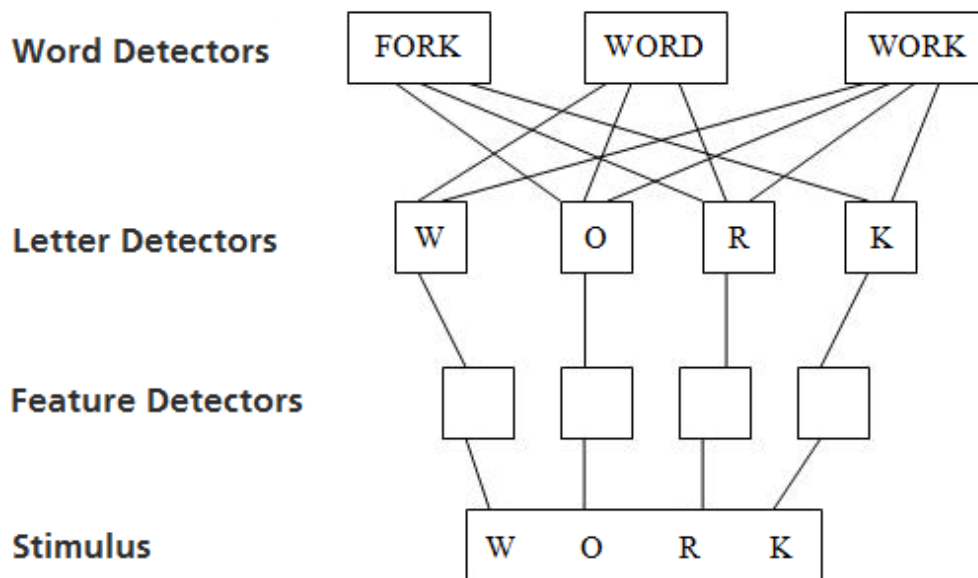 Word Detectors FORK WORD WORK
Letter Detectors W O R K
Feature Detectors
Stimulus W O R K